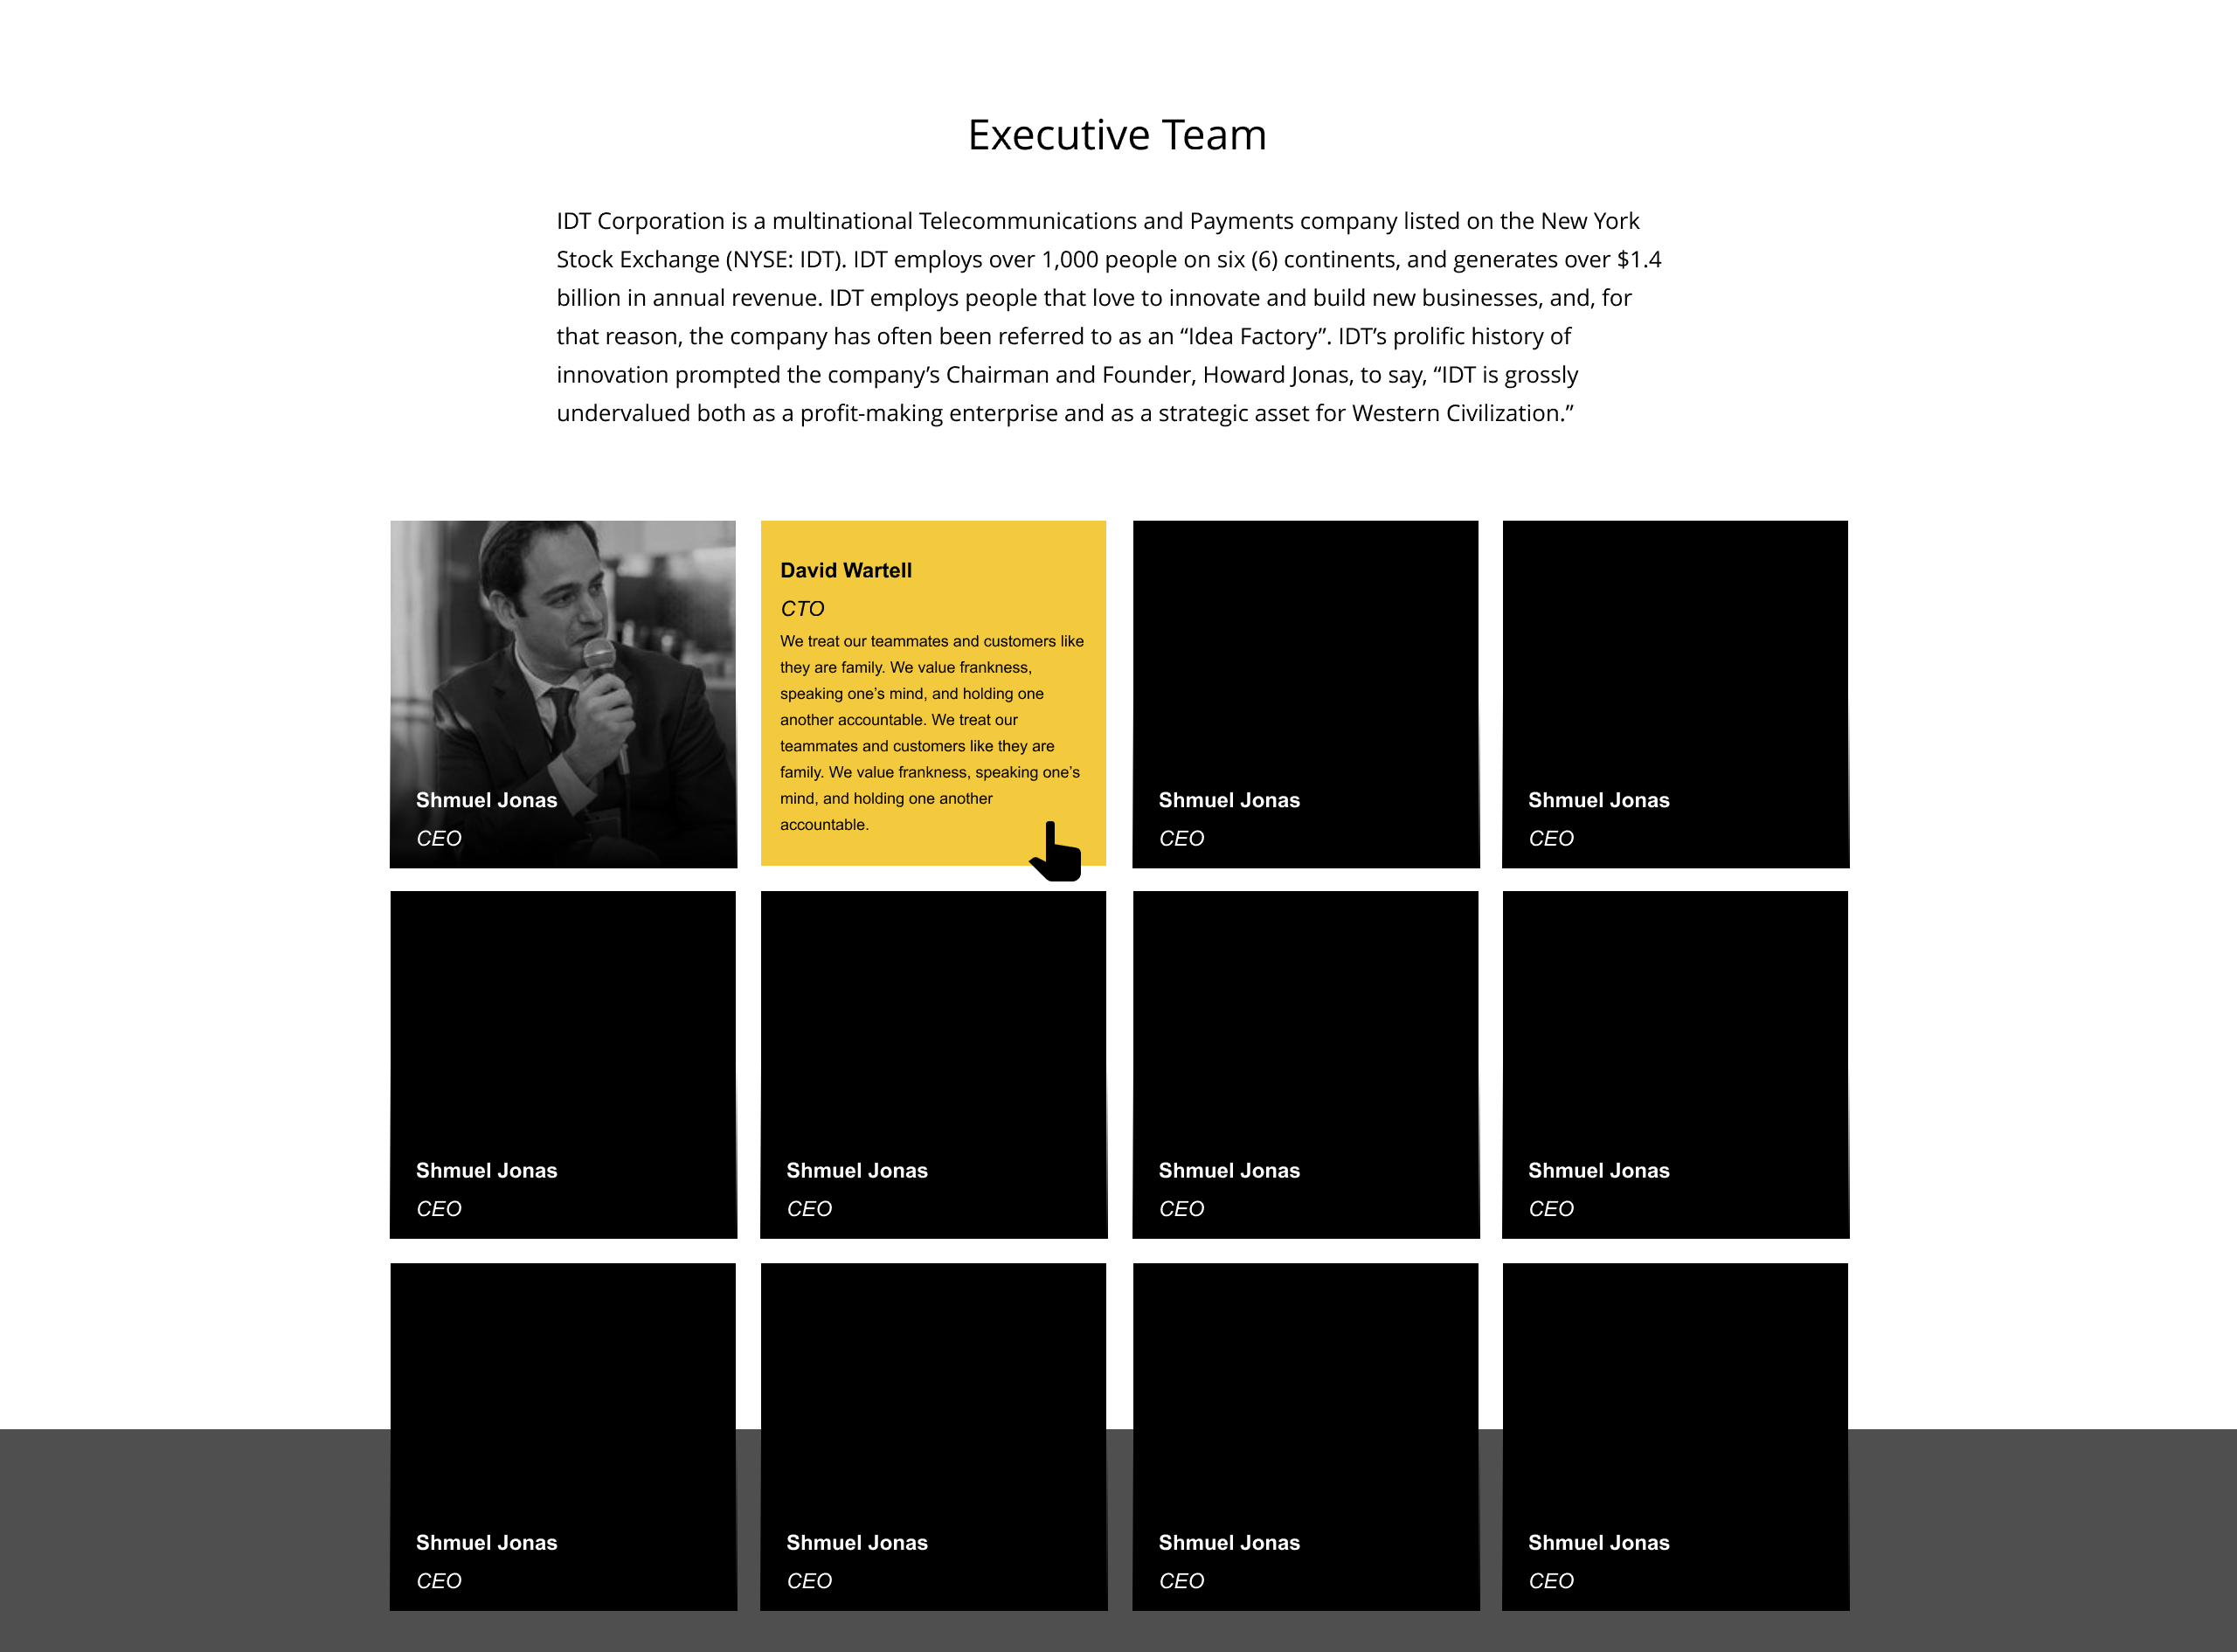 Executive Team
IDT Corporation is a multinational Telecommunications and Payments company listed on the New York
Stock Exchange (NYSE: IDT). IDT employs over 1,000 people on six (6) continents, and generates over $1.4
billion in annual revenue. IDT employs people that love to innovate and build new businesses, and, for
that reason, the company has often been referred to as an “Idea Factory”. IDT’s prolific history of
innovation prompted the company’s Chairman and Founder, Howard Jonas, to say, “IDT is grossly
undervalued both as a profit-making enterprise and as a strategic asset for Western Civilization.”
Shmuel Jonas
CEO
David Wartell
CTO
We treat our teammates and customers like
they are family. We value frankness,
speaking one’s mind, and holding one
another accountable. We treat our
teammates and customers like they are
family. We value frankness, speaking one’s
mind, and holding one another
accountable.
Shmuel Jonas
CEO
Shmuel Jonas
CEO
Shmuel Jonas
CEO
Shmuel Jonas
CEO
Shmuel Jonas
CEO
Shmuel Jonas
CEO
Shmuel Jonas
CEO
Shmuel Jonas
CEO
Shmuel Jonas
CEO
Shmuel Jonas
CEO